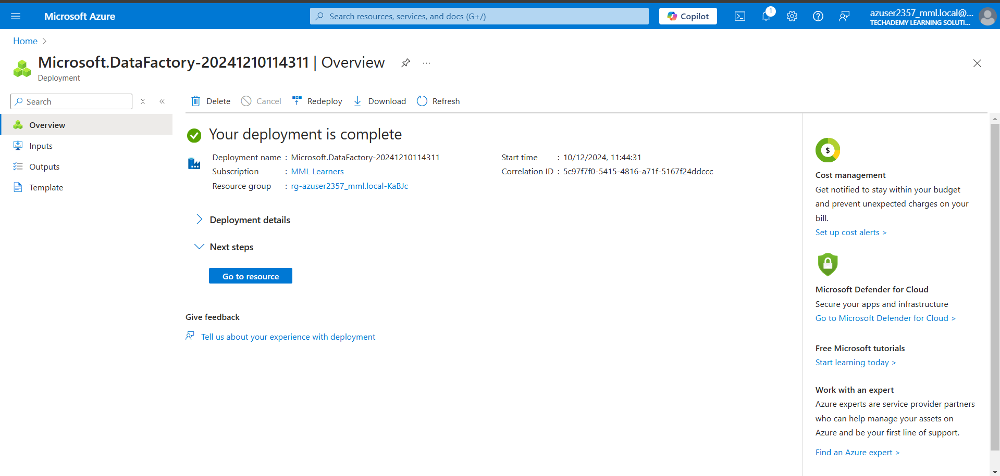 Microsoft Azure
Search resources, services, and docs (G+/)
Copilot
1
azuser2357_mml.local@...
TECHADEMY LEARNING SOLUTI...
Home
Microsoft.DataFactory-20241210114311 | Overview
...
Deployment
Search
Overview
Inputs
Outputs
Template
Delete
Cancel
Redeploy
Download
Refresh
Your deployment is complete
Deployment name : Microsoft.DataFactory-20241210114311
Subscription : MML Learners
Resource group : rg-azuser2357_mml.local-KaBJc
Start time : 10/12/2024, 11:44:31
Correlation ID : 5c97f7f0-5415-4816-a71f-5167f24ddccc
Deployment details
Next steps
Go to resource
Give feedback
Tell us about your experience with deployment
$
Cost management
Get notified to stay within your budget
and prevent unexpected charges on your
bill.
Set up cost alerts >
Microsoft Defender for Cloud
Secure your apps and infrastructure
Go to Microsoft Defender for Cloud >
Free Microsoft tutorials
Start learning today >
Work with an expert
Azure experts are service provider partners
who can help manage your assets on
Azure and be your first line of support.
Find an Azure expert >